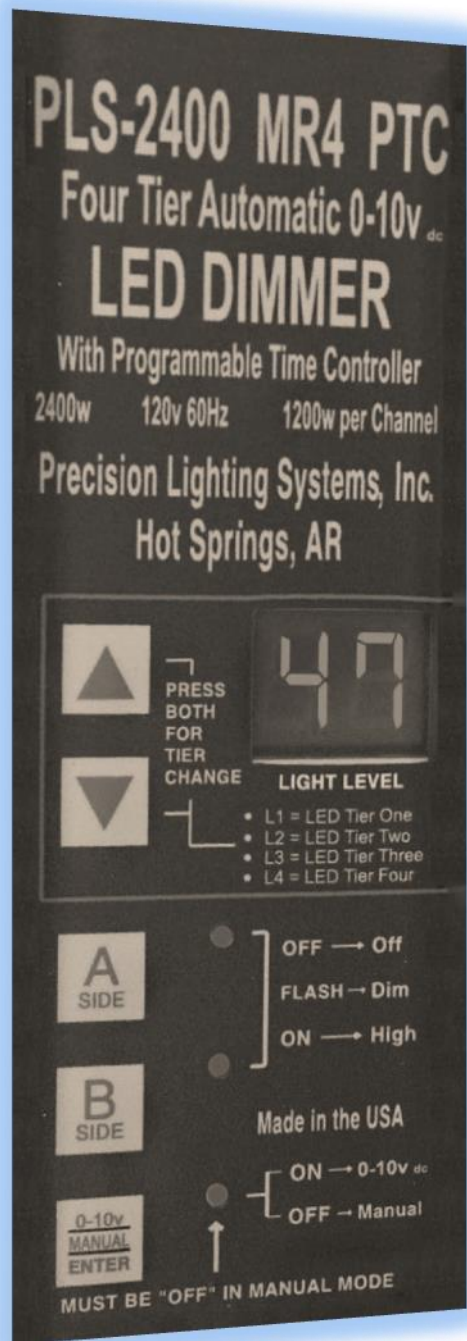 PLS-2400 MR4 PTC
Four Tier Automatic 0-10v dc
LED DIMMER
With Programmable Time Controller
2400w 120v 60Hz 1200w per Channel
Precision Lighting Systems, Inc.
Hot Springs, AR
47
PRESS
BOTH
FOR
TIER
CHANGE
LIGHT LEVEL
• L1 = LED Tier One
• L2 = LED Tier Two
• L3 = LED Tier Three
• L4 = LED Tier Four
A
SIDE
OFF → Off
FLASH → Dim
ON → High
B
SIDE
Made in the USA
0-10v
MANUAL
ENTER
ON → 0-10v dc
OFF → Manual
MUST BE "OFF" IN MANUAL MODE